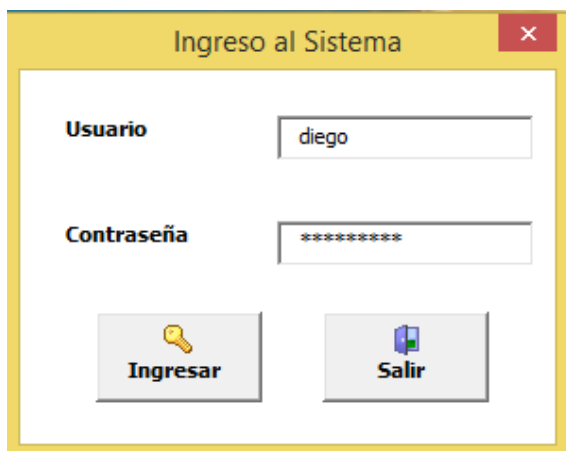 Ingreso al Sistema
Usuario
diego
Contraseña
*********
Ingresar
Salir